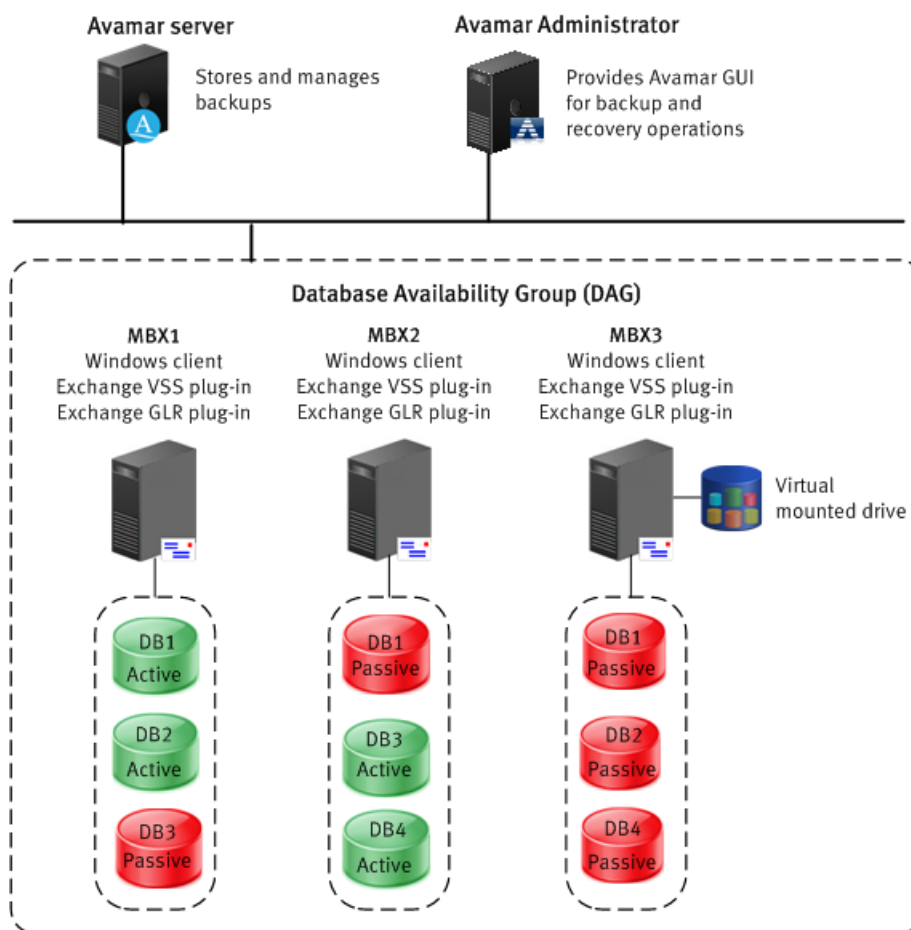 Avamar server
Stores and manages
backups
Avamar Administrator
Provides Avamar GUI
for backup and
recovery operations
A
Database Availability Group (DAG)
MBX1
Windows client
Exchange VSS plug-in
Exchange GLR plug-in
MBX2
Windows client
Exchange VSS plug-in
Exchange GLR plug-in
MBX3
Windows client
Exchange VSS plug-in
Exchange GLR plug-in
Virtual
mounted drive
DB1
Active
DB2
Active
DB3
Passive
DB1
Passive
DB3
Active
DB4
Active
DB1
Passive
DB2
Passive
DB4
Passive